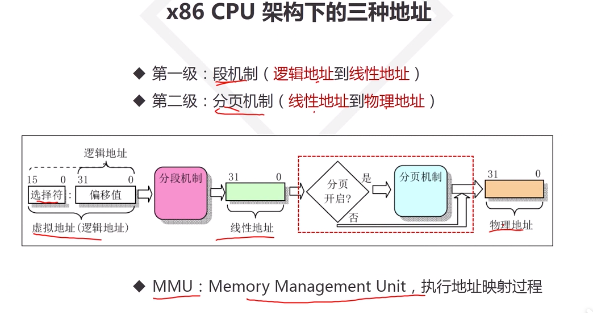 x86 CPU 架构下的三种地址
◆ 第一级：段机制（逻辑地址到线性地址）
◆ 第二级：分页机制（线性地址到物理地址）
逻辑地址
15 0 31 0
选择符 : 偏移值
虚拟地址(逻辑地址)
分段机制
31 0
线性地址
分页
开启?
是
否
分页机制
31 0
物理地址
◆ MMU：Memory Management Unit，执行地址映射过程